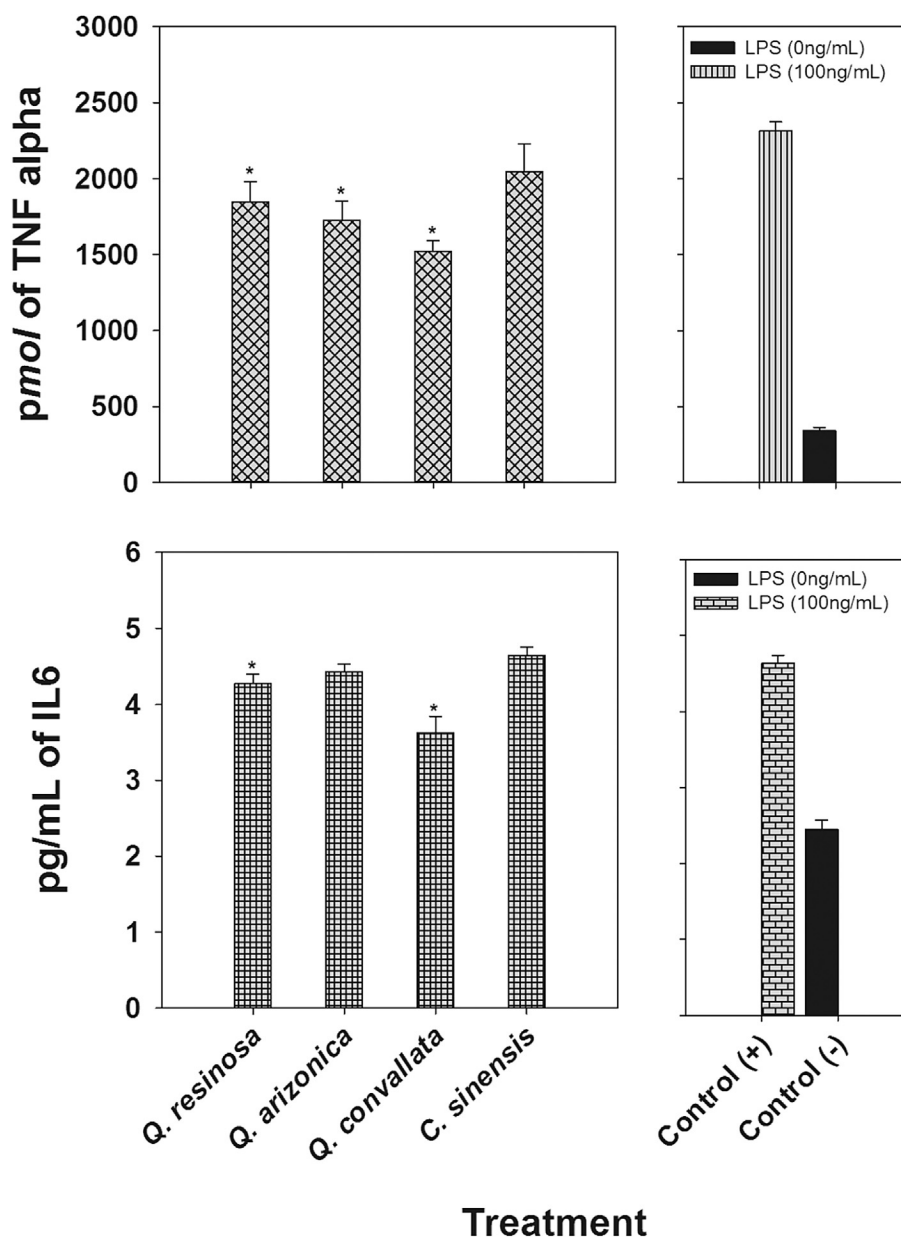 pmol of TNF alpha
3000
2500
2000
1500
1000
500
0
*
*
*
LPS (0ng/mL)
LPS (100ng/mL)
pg/mL of IL6
6
5
4
3
2
1
0
*
*
LPS (0ng/mL)
LPS (100ng/mL)
Q. resinosa
Q. arizonica
Q. convallata
C. sinensis
Control (+)
Control (-)
Treatment